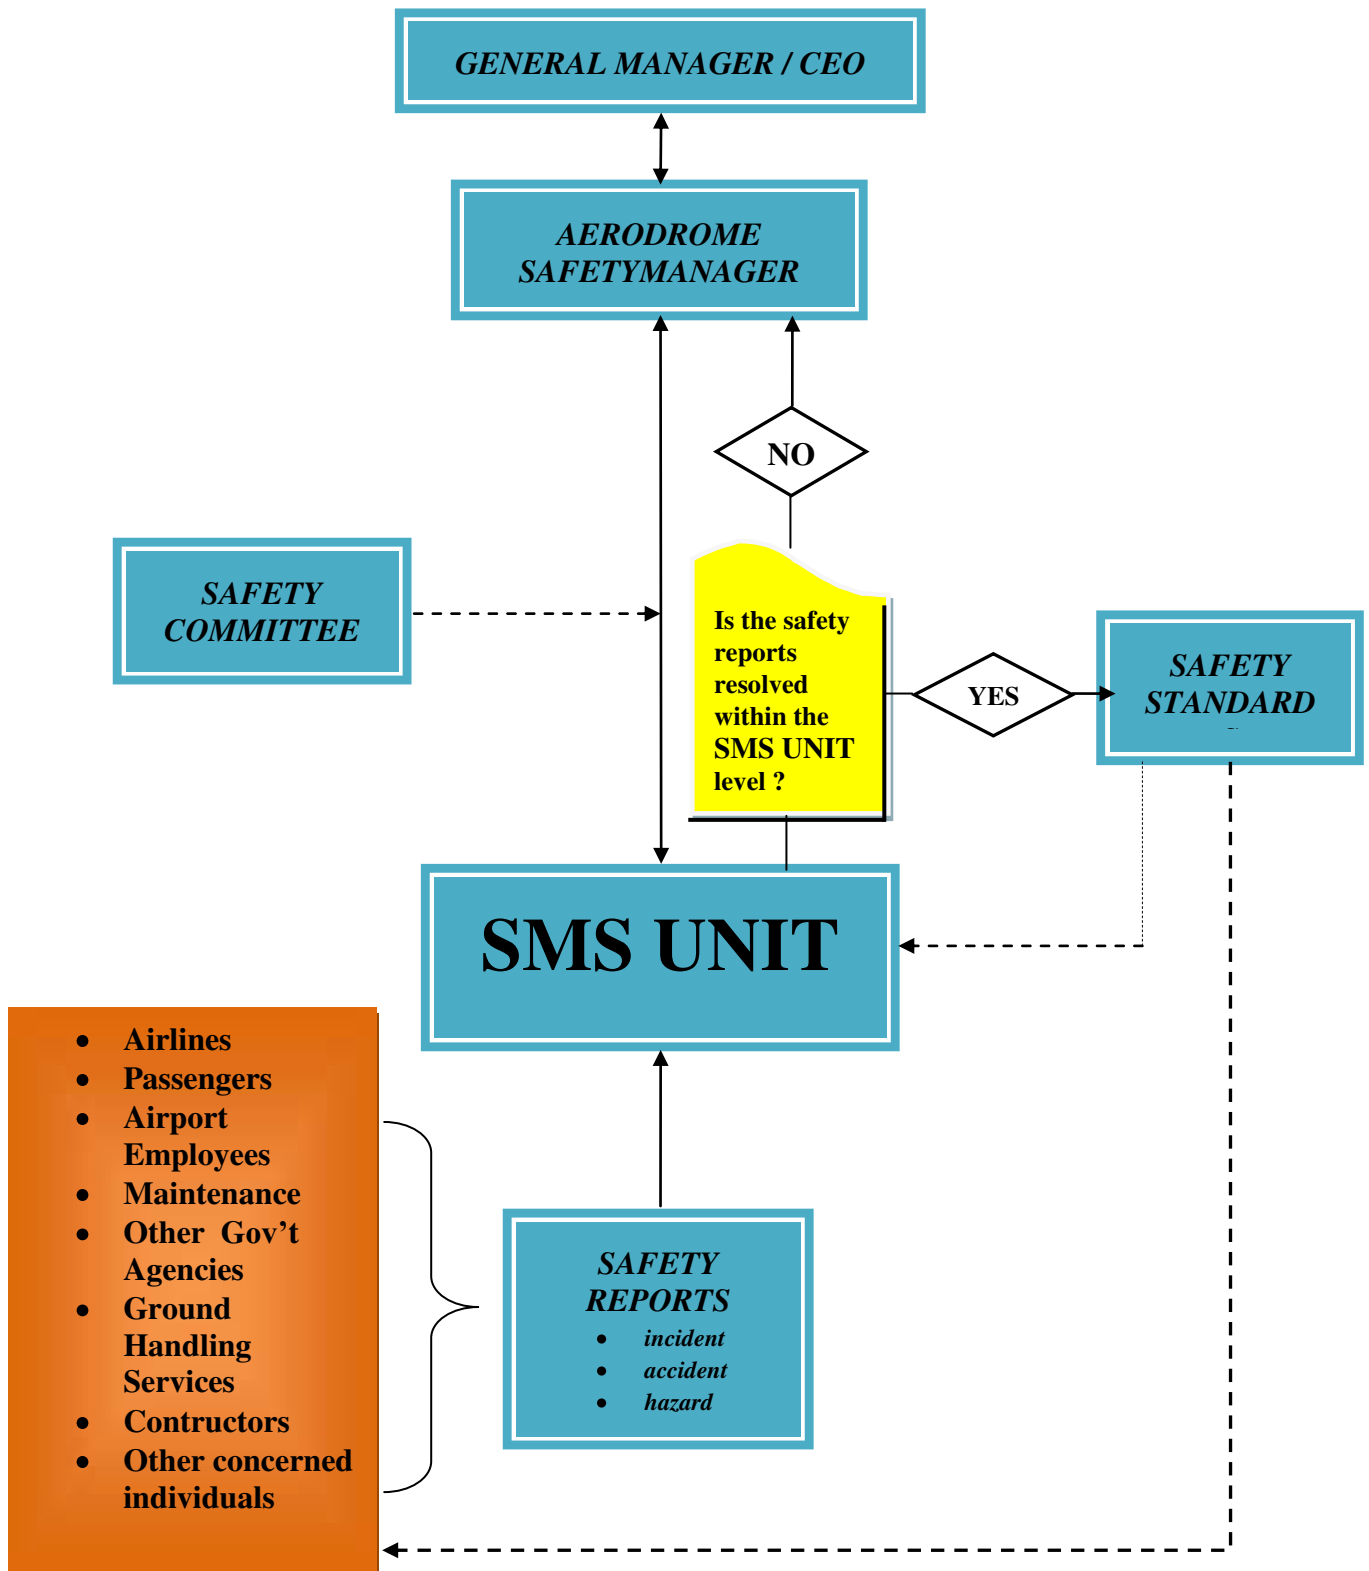 GENERAL MANAGER / CEO
AERODROME
SAFETYMANAGER
NO
SAFETY
COMMITTEE
Is the safety
reports
resolved
within the
SMS UNIT
level ?
YES
SAFETY
STANDARD
SMS UNIT
• Airlines
• Passengers
• Airport
Employees
• Maintenance
• Other Gov’t
Agencies
• Ground
Handling
Services
• Contructors
• Other concerned
individuals
SAFETY
REPORTS
• incident
• accident
• hazard